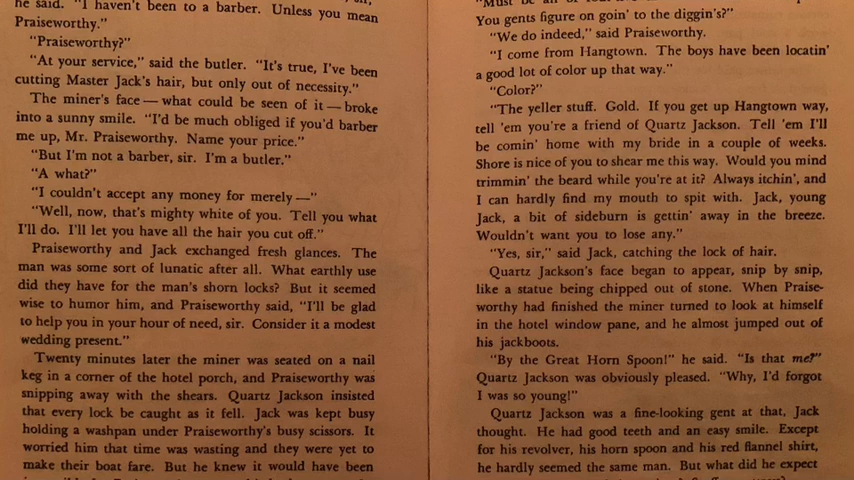 he said. "I haven't been to a barber. Unless you mean
Praiseworthy."
"Praiseworthy?"
"At your service," said the butler. "It's true, I've been
cutting Master Jack's hair, but only out of necessity."
The miner's face — what could be seen of it — broke
into a sunny smile. "I'd be much obliged if you'd barber
me up, Mr. Praiseworthy. Name your price."
"But I'm not a barber, sir. I'm a butler."
"A what?"
"I couldn't accept any money for merely —"
"Well, now, that's mighty white of you. Tell you what
I'll do. I'll let you have all the hair you cut off."
Praiseworthy and Jack exchanged fresh glances. The
man was some sort of lunatic after all. What earthly use
did they have for the man's shorn locks? But it seemed
wise to humor him, and Praiseworthy said, "I'll be glad
to help you in your hour of need, sir. Consider it a modest
wedding present."
Twenty minutes later the miner was seated on a nail
keg in a corner of the hotel porch, and Praiseworthy was
snipping away with the shears. Quartz Jackson insisted
that every lock be caught as it fell. Jack was kept busy
holding a washpan under Praiseworthy's busy scissors. It
worried him that time was wasting and they were yet to
make their boat fare. But he knew it would have been
"Must be all of
You gents figure on goin' to the diggin's?"
"We do indeed," said Praiseworthy.
"I come from Hangtown. The boys have been locatin'
a good lot of color up that way."
"Color?"
"The yeller stuff. Gold. If you get up Hangtown way,
tell 'em you're a friend of Quartz Jackson. Tell 'em I'll
be comin' home with my bride in a couple of weeks.
Shore is nice of you to shear me this way. Would you mind
trimmin' the beard while you're at it? Always itchin', and
I can hardly find my mouth to spit with. Jack, young
Jack, a bit of sideburn is gettin' away in the breeze.
Wouldn't want you to lose any."
"Yes, sir," said Jack, catching the lock of hair.
Quartz Jackson's face began to appear, snip by snip,
like a statue being chipped out of stone. When Praise-
worthy had finished the miner turned to look at himself
in the hotel window pane, and he almost jumped out of
his jackboots.
"By the Great Horn Spoon!" he said. "Is that me?"
Quartz Jackson was obviously pleased. "Why, I'd forgot
I was so young!"
Quartz Jackson was a fine-looking gent at that, Jack
thought. He had good teeth and an easy smile. Except
for his revolver, his horn spoon and his red flannel shirt,
he hardly seemed the same man. But what did he expect